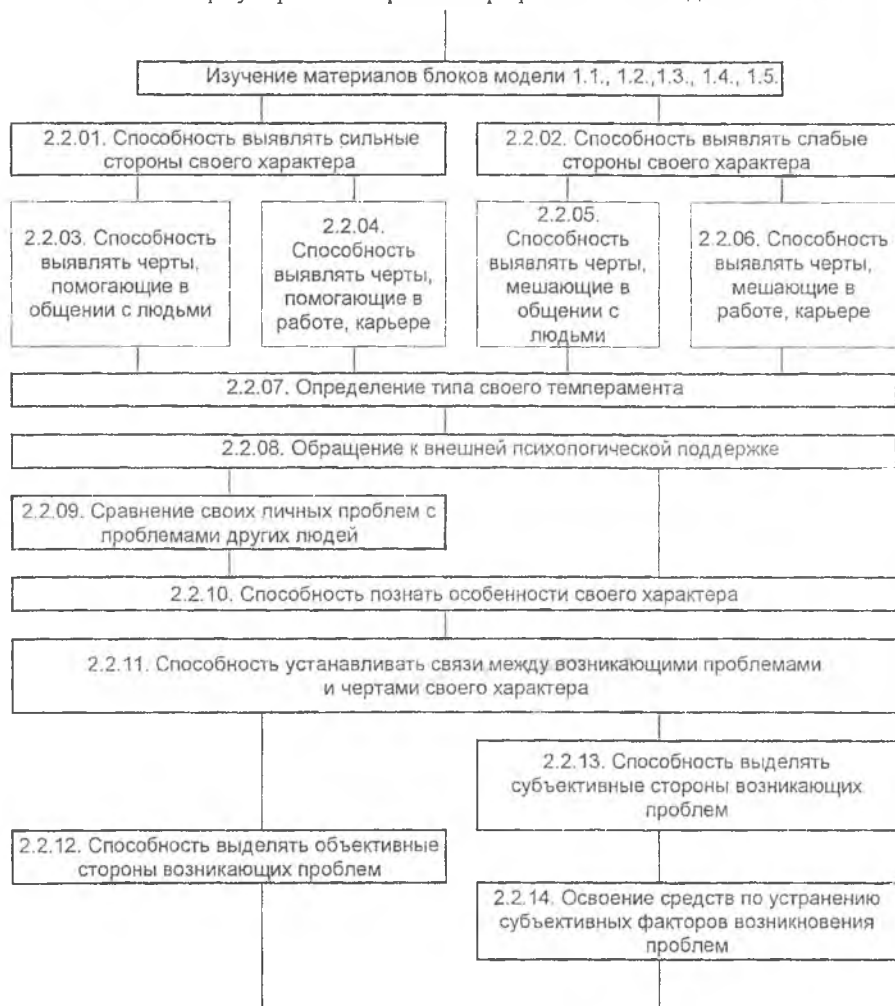 Изучение материалов блоков модели 1.1., 1.2.,1.3., 1.4., 1.5.
2.2.01. Способность выявлять сильные
стороны своего характера
2.2.02. Способность выявлять слабые
стороны своего характера
2.2.03. Способность
выявлять черты,
помогающие в
общении с людьми
2.2.04.
Способность
выявлять черты,
помогающие в
работе, карьере
2.2.05.
Способность
выявлять черты,
мешающие в
общении с
людьми
2.2.06. Способность
выявлять черты,
мешающие в
работе, карьере
2.2.07. Определение типа своего темперамента
2.2.08. Обращение к внешней психологической поддержке
2.2.09. Сравнение своих личных проблем с
проблемами других людей
2.2.10. Способность познать особенности своего характера
2.2.11. Способность устанавливать связи между возникающими проблемами
и чертами своего характера
2.2.13. Способность выделять
субъективные стороны возникающих
проблем
2.2.12. Способность выделять объективные
стороны возникающих проблем
2.2.14. Освоение средств по устранению
субъективных факторов возникновения
проблем